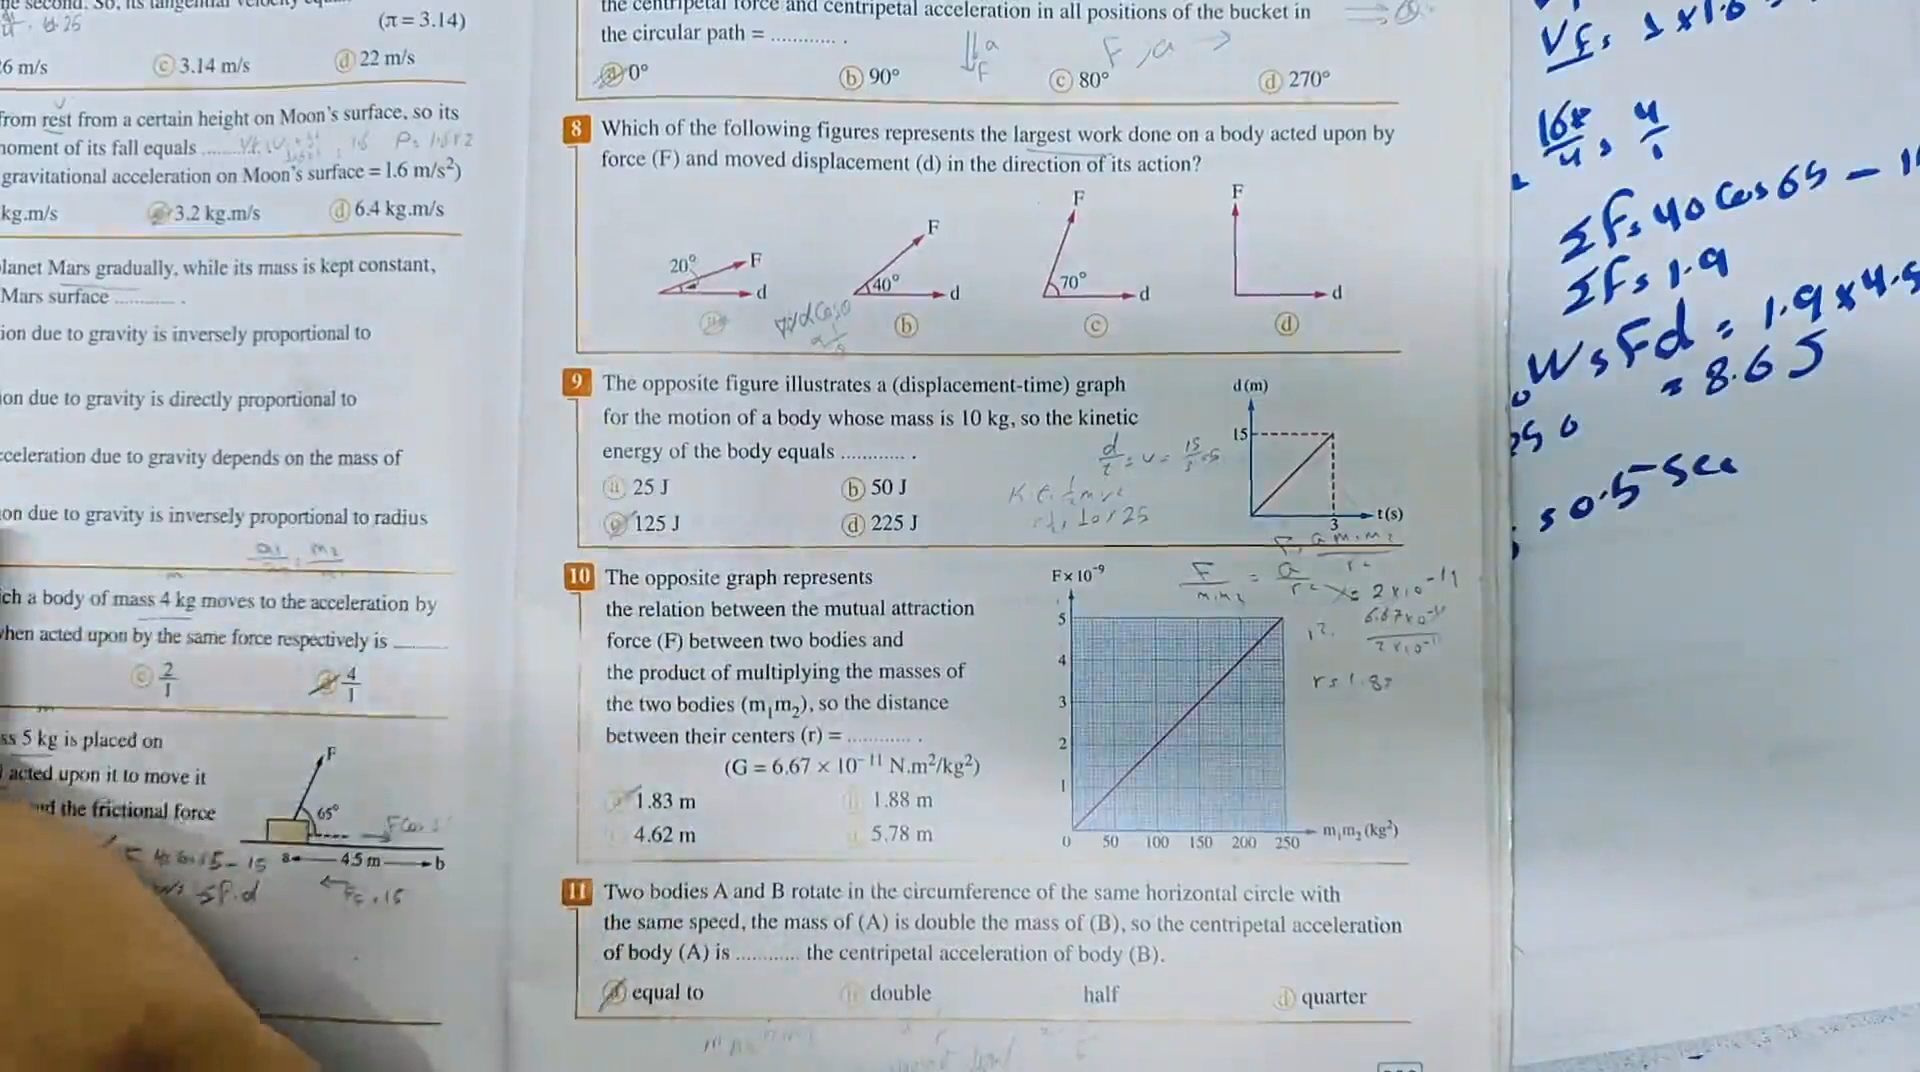 (π = 3.14)
6 m/s
c 3.14 m/s
d 22 m/s
from rest from a certain height on Moon's surface, so its
moment of its fall equals
gravitational acceleration on Moon's surface = 1.6 m/s²)
kg.m/s
3.2 kg.m/s
d 6.4 kg.m/s
planet Mars gradually, while its mass is kept constant,
Mars surface ............ .
ion due to gravity is inversely proportional to
ion due to gravity is directly proportional to
cceleration due to gravity depends on the mass of
on due to gravity is inversely proportional to radius
ich a body of mass 4 kg moves to the acceleration by
when acted upon by the same force respectively is
c 2/1
4/1
ss 5 kg is placed on
acted upon it to move it
and the frictional force
F
65°
4.5 m
b
the centripetal force and centripetal acceleration in all positions of the bucket in
the circular path = ............ .
a 0°
b 90°
c 80°
d 270°
a
F
F , a →
8 Which of the following figures represents the largest work done on a body acted upon by
force (F) and moved displacement (d) in the direction of its action?
20° F d
40° F d
70° F d
F d
b
c
d
9 The opposite figure illustrates a (displacement-time) graph
for the motion of a body whose mass is 10 kg, so the kinetic
energy of the body equals ............ .
a 25 J
b 50 J
125 J
d 225 J
d (m)
15
3
t(s)
10 The opposite graph represents
the relation between the mutual attraction
force (F) between two bodies and
the product of multiplying the masses of
the two bodies (m₁m₂), so the distance
between their centers (r) = ............ .
(G = 6.67 × 10⁻¹¹ N.m²/kg²)
1.83 m
1.88 m
4.62 m
5.78 m
F×10⁻⁹
5
4
3
2
1
0 50 100 150 200 250
m₁m₂ (kg²)
11 Two bodies A and B rotate in the circumference of the same horizontal circle with
the same speed, the mass of (A) is double the mass of (B), so the centripetal acceleration
of body (A) is ............ the centripetal acceleration of body (B).
equal to
double
half
d quarter
ΣF = 40 cos 65 -
ΣF = 1.9
W = Fd = 1.9 × 4.5
= 8.6 J
= 0.5 sec